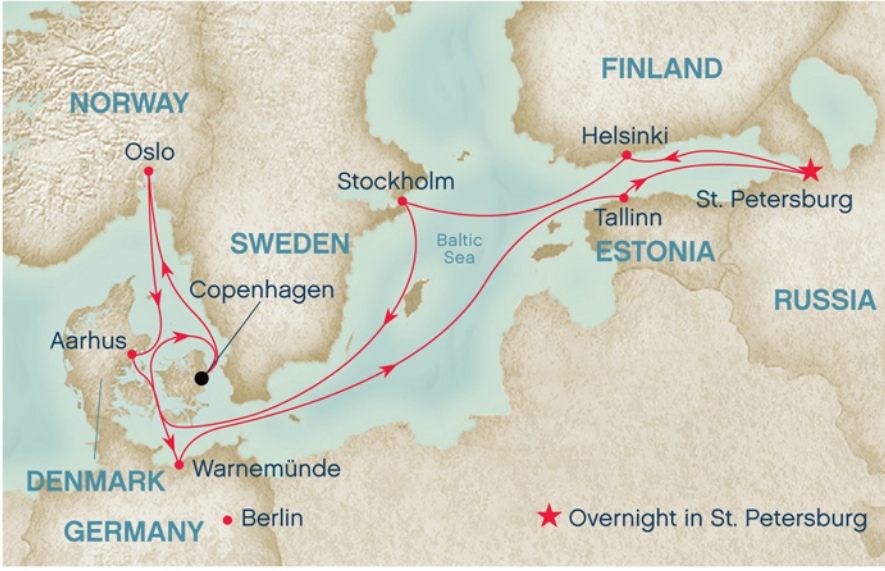 FINLAND
NORWAY
Helsinki
Oslo
Stockholm
St. Petersburg
Tallinn
SWEDEN
Baltic
Sea
ESTONIA
Copenhagen
RUSSIA
Aarhus
Warnemünde
DENMARK
Berlin
Overnight in St. Petersburg
GERMANY